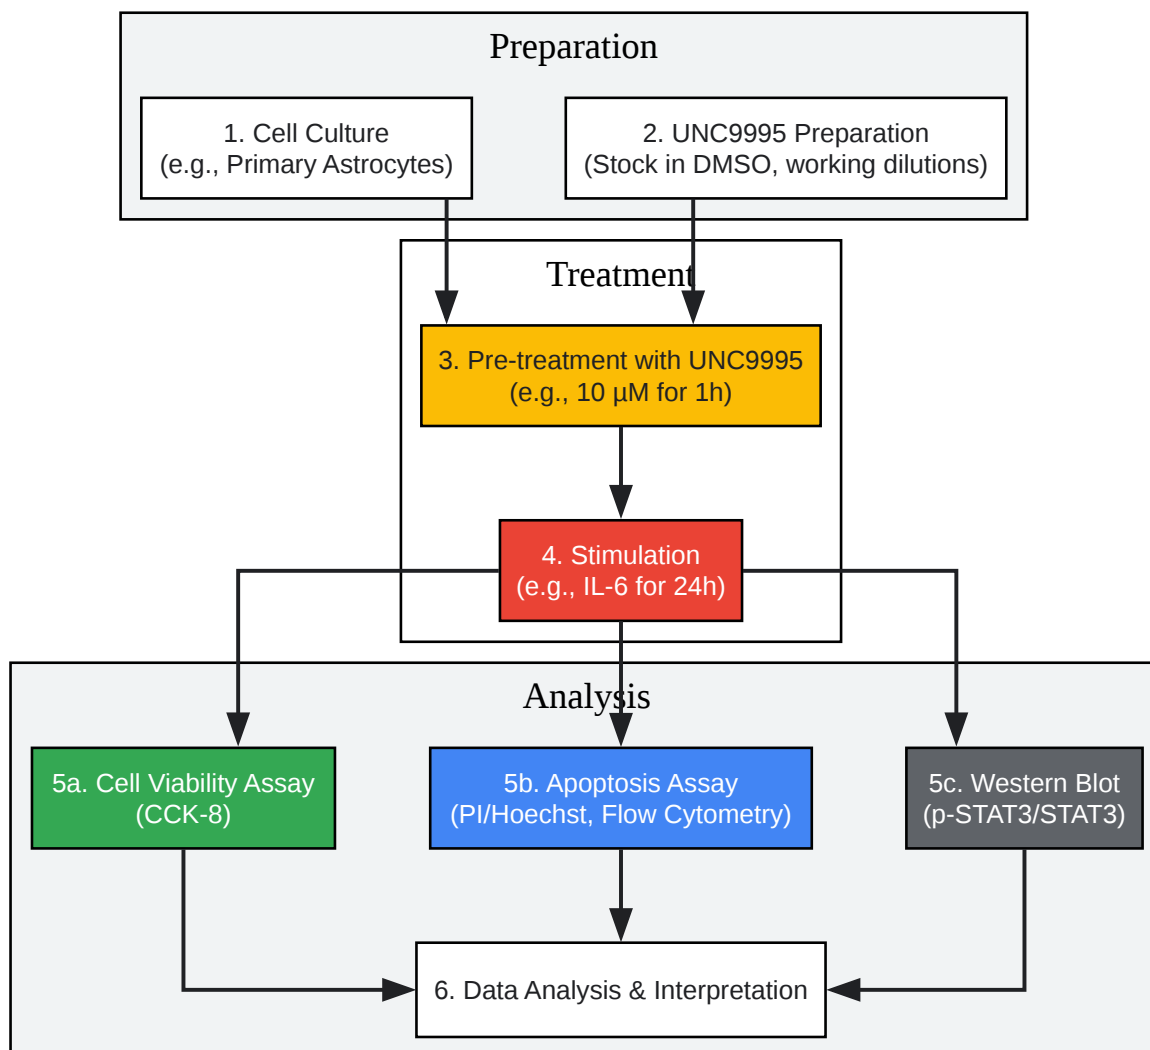 Preparation
1. Cell Culture
(e.g., Primary Astrocytes)
2. UNC9995 Preparation
(Stock in DMSO, working dilutions)
Treatment
3. Pre-treatment with UNC9995
(e.g., 10 µM for 1h)
4. Stimulation
(e.g., IL-6 for 24h)
Analysis
5a. Cell Viability Assay
(CCK-8)
5b. Apoptosis Assay
(PI/Hoechst, Flow Cytometry)
5c. Western Blot
(p-STAT3/STAT3)
6. Data Analysis & Interpretation